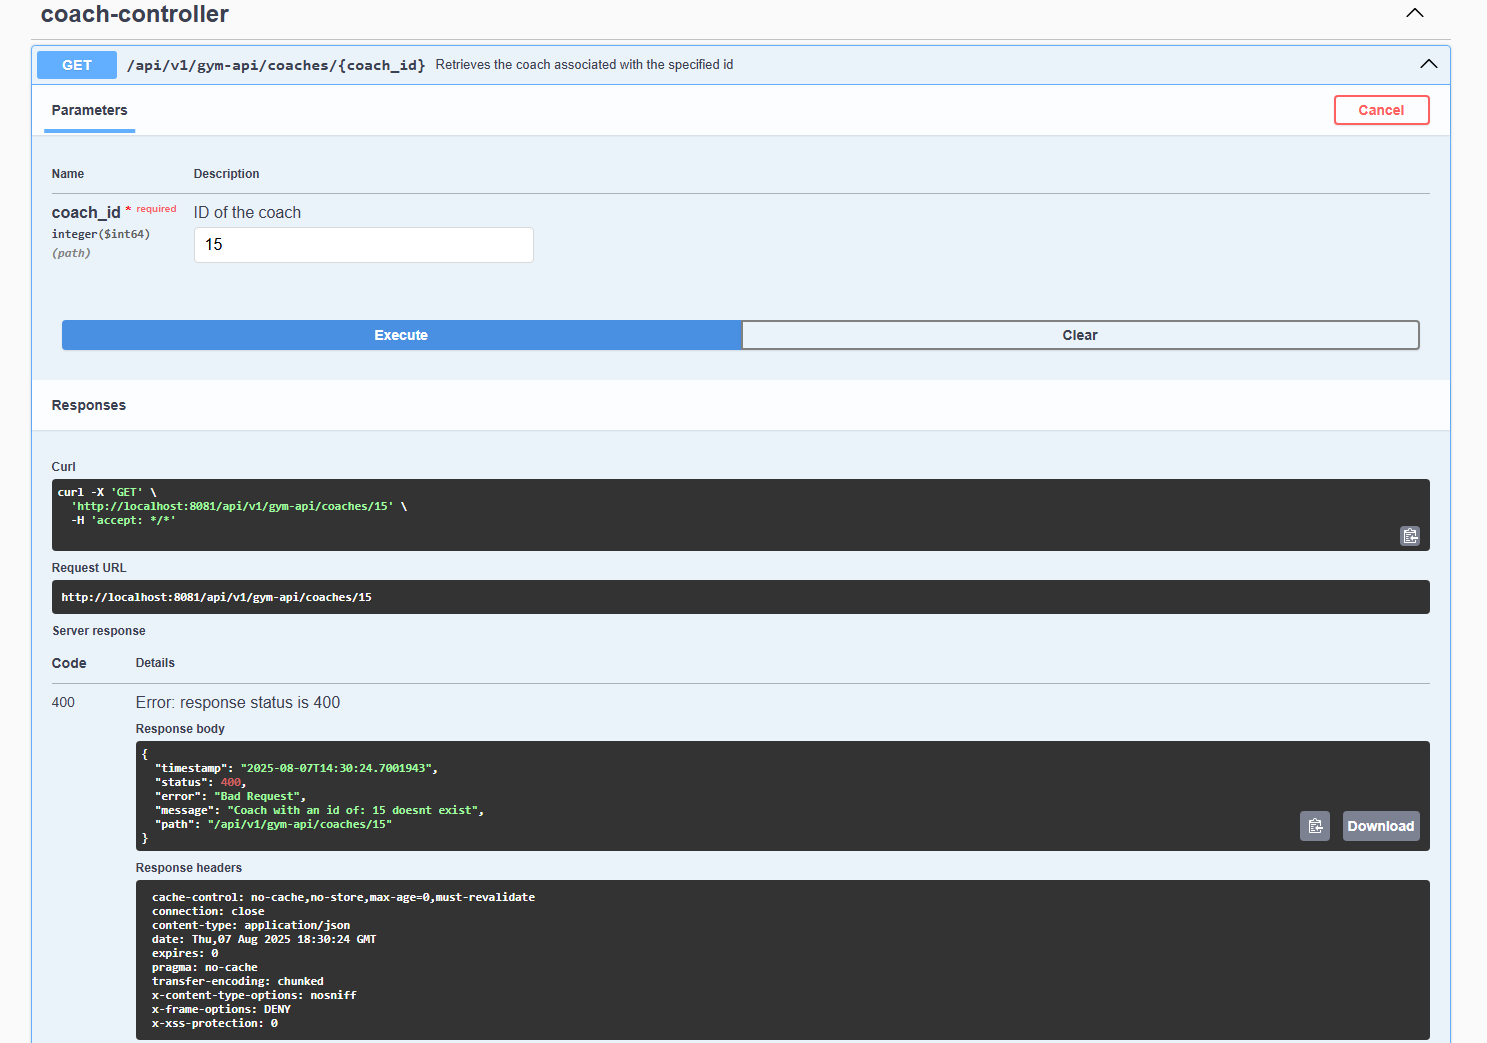 coach-controller
GET /api/v1/gym-api/coaches/{coach_id} Retrieves the coach associated with the specified id
Parameters
Cancel
Name Description
coach_id * required ID of the coach
integer($int64)
(path)
15
Execute Clear
Responses
Curl
curl -X 'GET' \
'http://localhost:8081/api/v1/gym-api/coaches/15' \
-H 'accept: */*'
Request URL
http://localhost:8081/api/v1/gym-api/coaches/15
Server response
Code Details
400 Error: response status is 400
Response body
{
"timestamp": "2025-08-07T14:30:24.7001943",
"status": 400,
"error": "Bad Request",
"message": "Coach with an id of: 15 doesnt exist",
"path": "/api/v1/gym-api/coaches/15"
}
Download
Response headers
cache-control: no-cache,no-store,max-age=0,must-revalidate
connection: close
content-type: application/json
date: Thu,07 Aug 2025 18:30:24 GMT
expires: 0
pragma: no-cache
transfer-encoding: chunked
x-content-type-options: nosniff
x-frame-options: DENY
x-xss-protection: 0